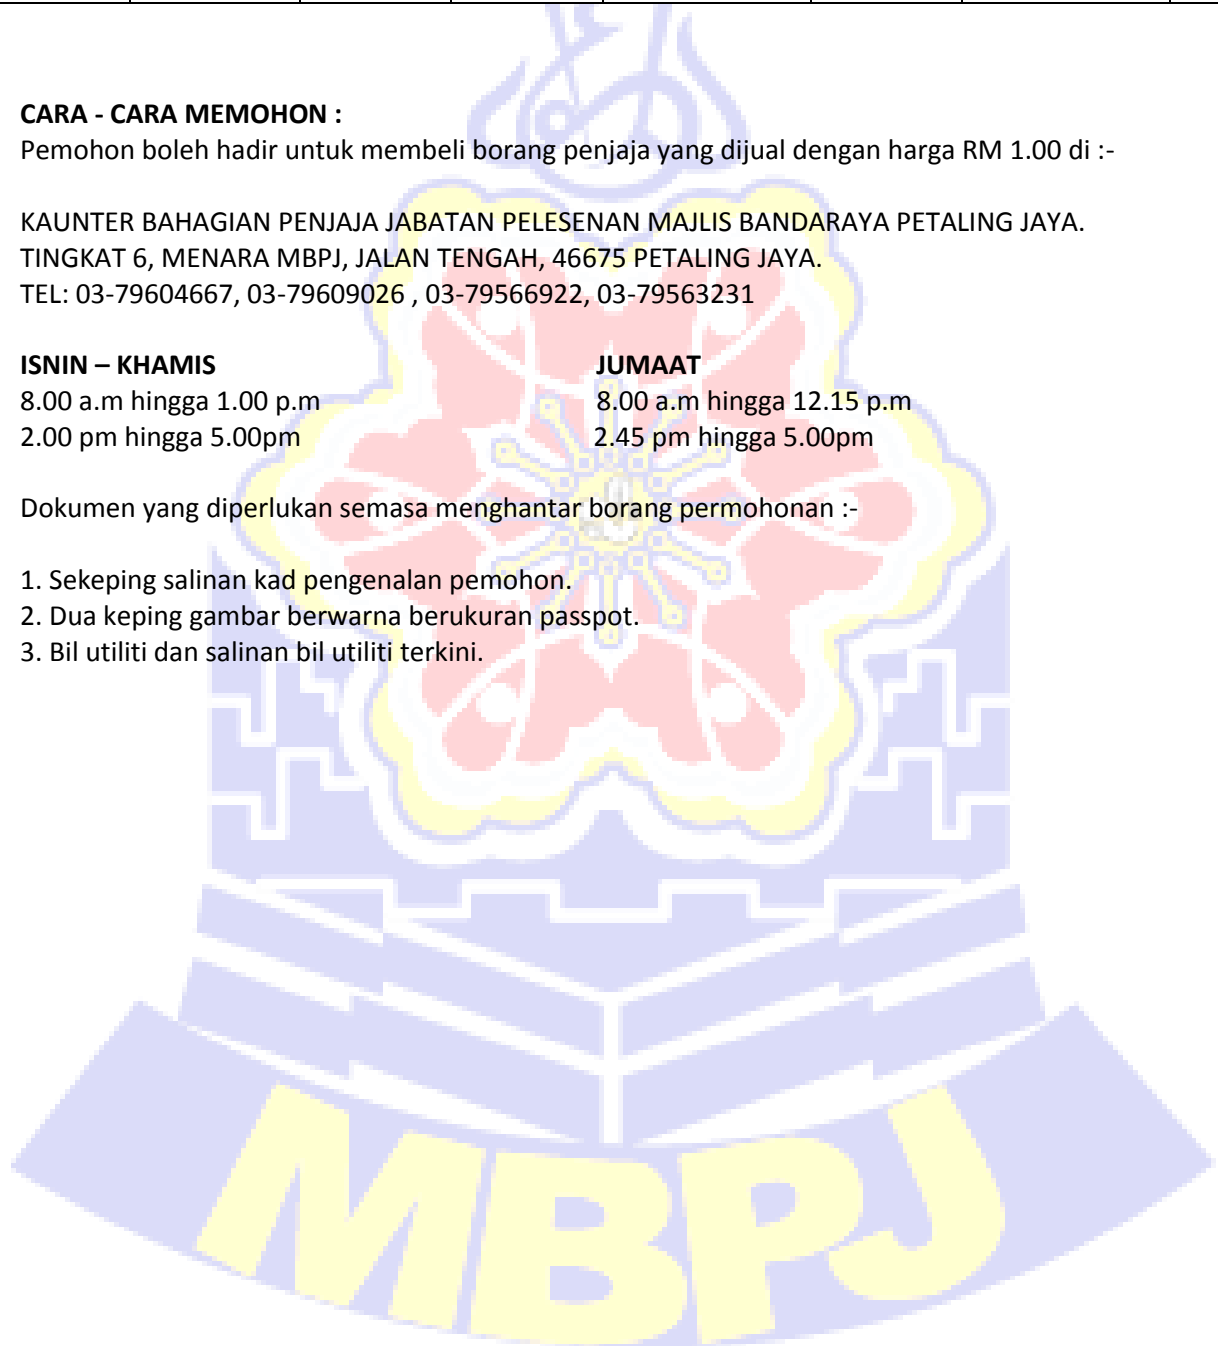 CARA - CARA MEMOHON :
Pemohon boleh hadir untuk membeli borang penjaja yang dijual dengan harga RM 1.00 di :-
KAUNTER BAHAGIAN PENJAJA JABATAN PELESENAN MAJLIS BANDARAYA PETALING JAYA.
TINGKAT 6, MENARA MBPJ, JALAN TENGAH, 46675 PETALING JAYA.
TEL: 03-79604667, 03-79609026 , 03-79566922, 03-79563231
ISNIN – KHAMIS JUMAAT
8.00 a.m hingga 1.00 p.m 8.00 a.m hingga 12.15 p.m
2.00 pm hingga 5.00pm 2.45 pm hingga 5.00pm
Dokumen yang diperlukan semasa menghantar borang permohonan :-
1. Sekeping salinan kad pengenalan pemohon.
2. Dua keping gambar berwarna berukuran passpot.
3. Bil utiliti dan salinan bil utiliti terkini.
MBPJ